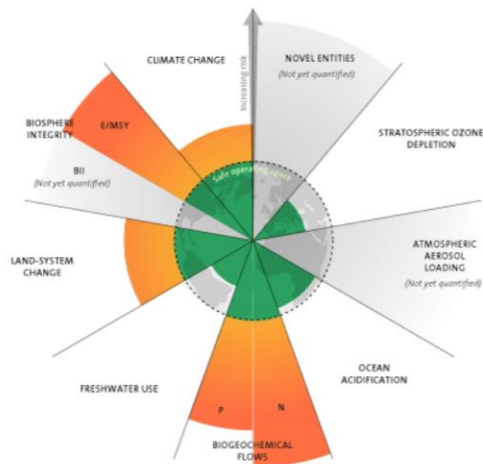 CLIMATE CHANGE
Increasing risk
NOVEL ENTITIES
(Not yet quantified)
STRATOSPHERIC OZONE
DEPLETION
ATMOSPHERIC
AEROSOL
LOADING
(Not yet quantified)
OCEAN
ACIDIFICATION
N
P
BIOGEOCHEMICAL
FLOWS
FRESHWATER USE
LAND-SYSTEM
CHANGE
BIOSPHERE
INTEGRITY
E/MSY
BII
(Not yet quantified)
Safe operating space